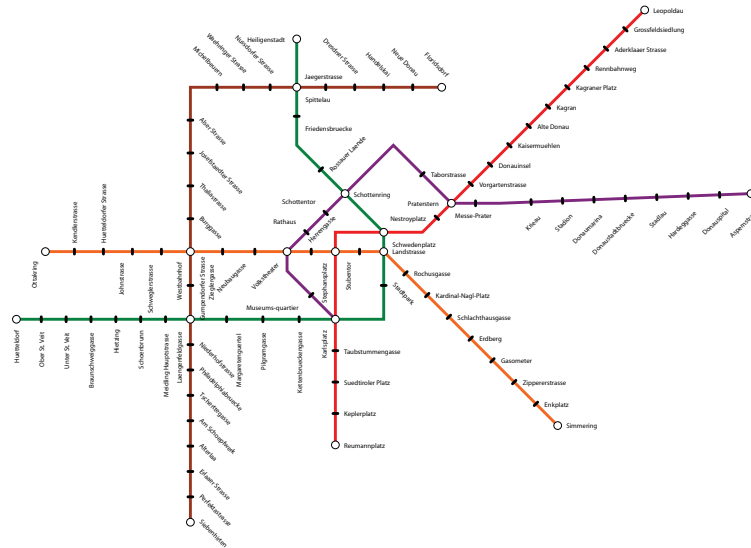 Leopoldau
Grossfeldsiedlung
Aderklaaer Strasse
Rennbahnweg
Kagraner Platz
Kagran
Alte Donau
Kaisermuehlen
Donauinsel
Vorgartenstrasse
Messe-Prater
Praterstern
Taborstrasse
Nestroyplatz
Heiligenstadt
Jaegerstrasse
Spittelau
Friedensbruecke
Rossauer Laende
Schottenring
Schottentor
Rathaus
Herrengasse
Michelbeuern
Waehringer Strasse
Nussdorfer Strasse
Dresdner Strasse
Handelskai
Neue Donau
Floridsdorf
Alser Strasse
Josefstaedter Strasse
Thaliastrasse
Burggasse
Krieau
Stadion
Donaumarina
Donaustadtbruecke
Stadlau
Hardeggasse
Donauspital
Ottakring
Kendlerstrasse
Huetteldorfer Strasse
Johnstrasse
Schweglerstrasse
Westbahnhof
Gumpendorfer Strasse
Zieglergasse
Neubaugasse
Volkstheater
Stephansplatz
Stubentor
Schwedenplatz
Landstrasse
Stadtpark
Rochusgasse
Kardinal-Nagl-Platz
Schlachthausgasse
Erdberg
Gasometer
Zippererstrasse
Enkplatz
Simmering
Museums-quartier
Huetteldorf
Ober St. Veit
Unter St. Veit
Braunschweiggasse
Hietzing
Schoenbrunn
Meidling Hauptstrasse
Laengenfeldgasse
Margaretenguertel
Pilgramgasse
Kettenbrueckengasse
Karlsplatz
Taubstummengasse
Suedtiroler Platz
Keplerplatz
Reumannplatz
Niederhofstrasse
Philadelphiabruecke
Tscherttegasse
Am Schoepfwerk
Alterlaa
Erlaaer Strasse
Perfektastrasse
Siebenhirten